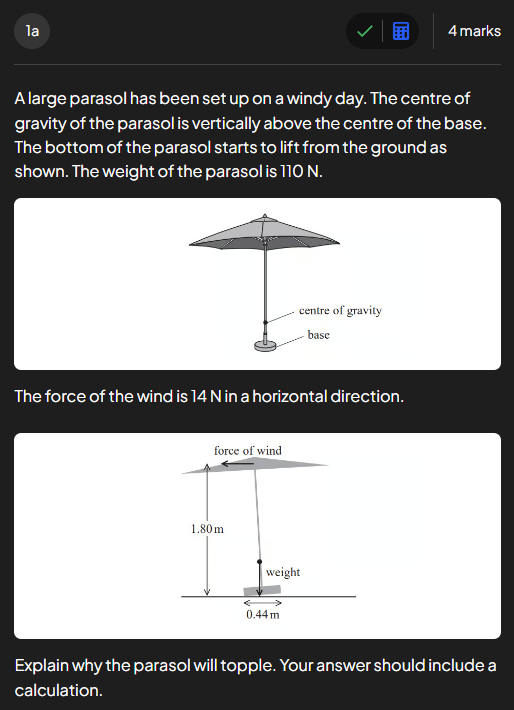 1a
4 marks
A large parasol has been set up on a windy day. The centre of
gravity of the parasol is vertically above the centre of the base.
The bottom of the parasol starts to lift from the ground as
shown. The weight of the parasol is 110 N.
centre of gravity
base
The force of the wind is 14 N in a horizontal direction.
force of wind
1.80 m
weight
0.44 m
Explain why the parasol will topple. Your answer should include a
calculation.